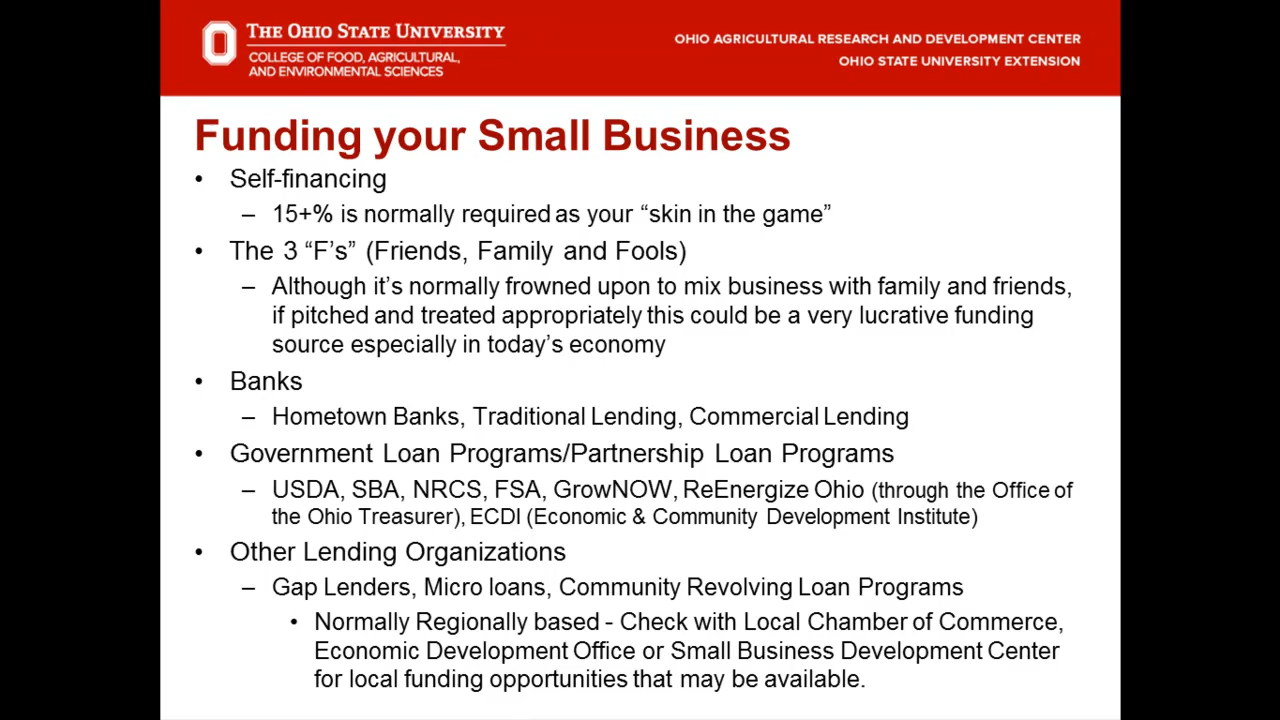 THE OHIO STATE UNIVERSITY
COLLEGE OF FOOD, AGRICULTURAL,
AND ENVIRONMENTAL SCIENCES
OHIO AGRICULTURAL RESEARCH AND DEVELOPMENT CENTER
OHIO STATE UNIVERSITY EXTENSION
Funding your Small Business
• Self-financing
– 15+% is normally required as your “skin in the game”
• The 3 “F’s” (Friends, Family and Fools)
– Although it’s normally frowned upon to mix business with family and friends,
if pitched and treated appropriately this could be a very lucrative funding
source especially in today’s economy
• Banks
– Hometown Banks, Traditional Lending, Commercial Lending
• Government Loan Programs/Partnership Loan Programs
– USDA, SBA, NRCS, FSA, GrowNOW, ReEnergize Ohio (through the Office of
the Ohio Treasurer), ECDI (Economic & Community Development Institute)
• Other Lending Organizations
– Gap Lenders, Micro loans, Community Revolving Loan Programs
• Normally Regionally based - Check with Local Chamber of Commerce,
Economic Development Office or Small Business Development Center
for local funding opportunities that may be available.